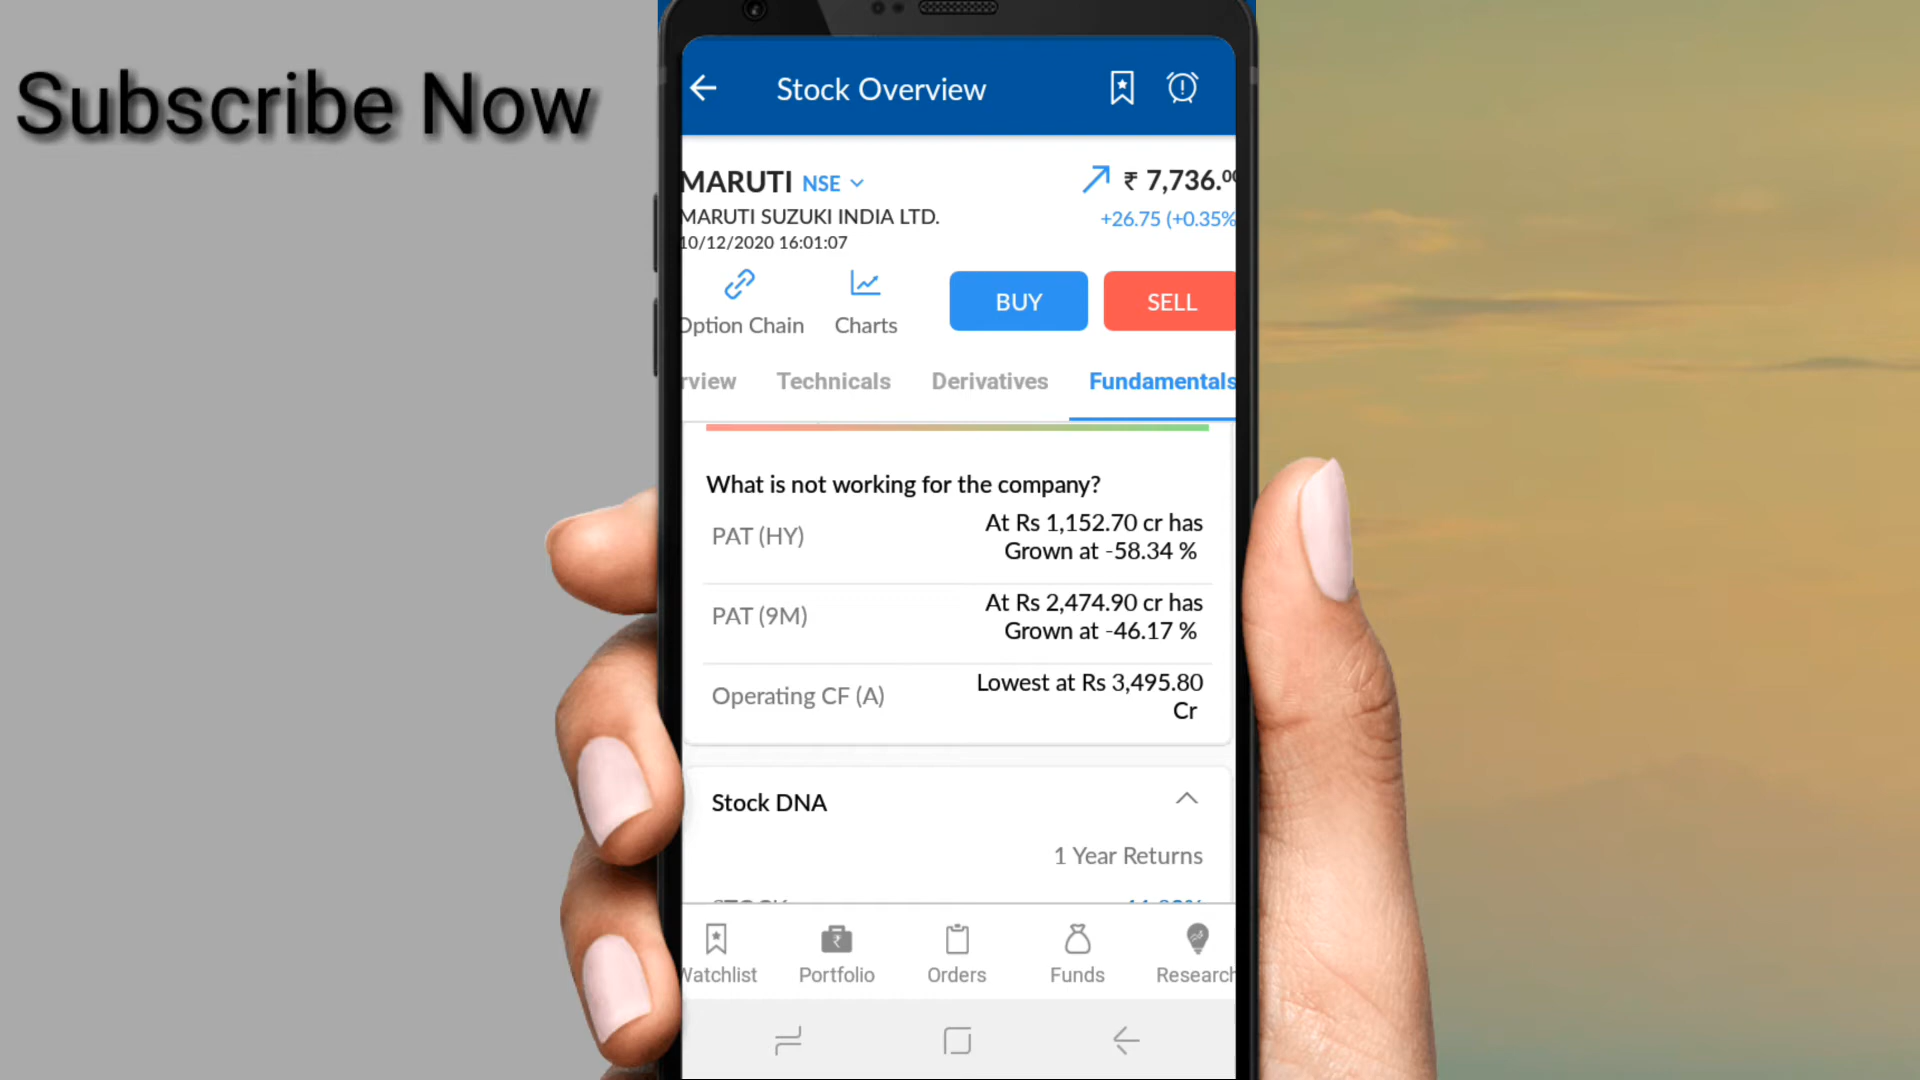 Subscribe Now
Stock Overview
MARUTI NSE
₹ 7,736.00
MARUTI SUZUKI INDIA LTD.
+26.75 (+0.35%
10/12/2020 16:01:07
Option Chain
Charts
BUY
SELL
rview
Technicals
Derivatives
Fundamentals
What is not working for the company?
PAT (HY)
At Rs 1,152.70 cr has
Grown at -58.34 %
PAT (9M)
At Rs 2,474.90 cr has
Grown at -46.17 %
Operating CF (A)
Lowest at Rs 3,495.80
Cr
Stock DNA
1 Year Returns
Watchlist
Portfolio
Orders
Funds
Research